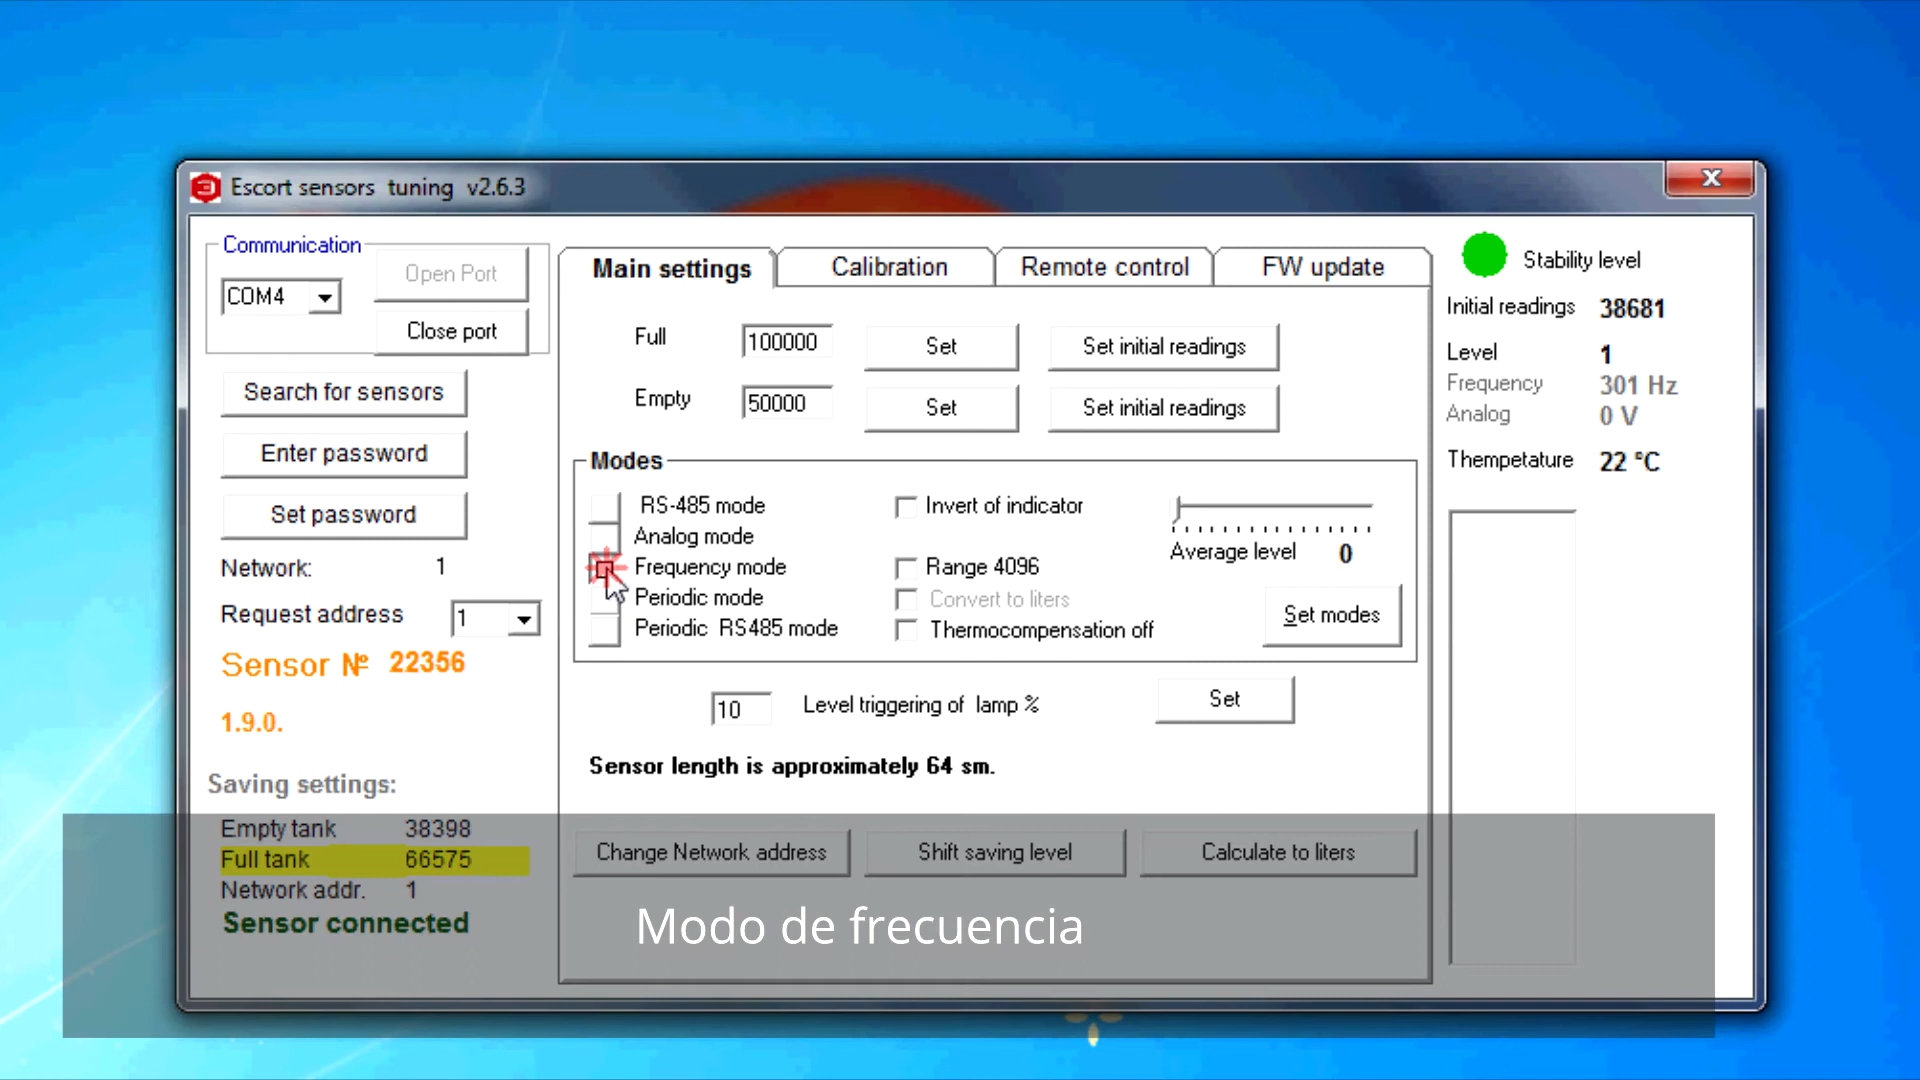 Escort sensors tuning v2.6.3
X
Communication
COM4
Open Port
Close port
Search for sensors
Enter password
Set password
Network: 1
Request address 1
Sensor № 22356
1.9.0.
Saving settings:
Empty tank 38398
Full tank 66575
Network addr. 1
Sensor connected
Main settings
Calibration
Remote control
FW update
Full 100000 Set Set initial readings
Empty 50000 Set Set initial readings
Modes
RS-485 mode
Analog mode
Frequency mode
Periodic mode
Periodic RS485 mode
Invert of indicator
Range 4096
Convert to liters
Thermocompensation off
Average level 0
Set modes
10 Level triggering of lamp % Set
Sensor length is approximately 64 sm.
Change Network address
Shift saving level
Calculate to liters
Stability level
Initial readings 38681
Level 1
Frequency 301 Hz
Analog 0 V
Thempetature 22 °C
Modo de frecuencia